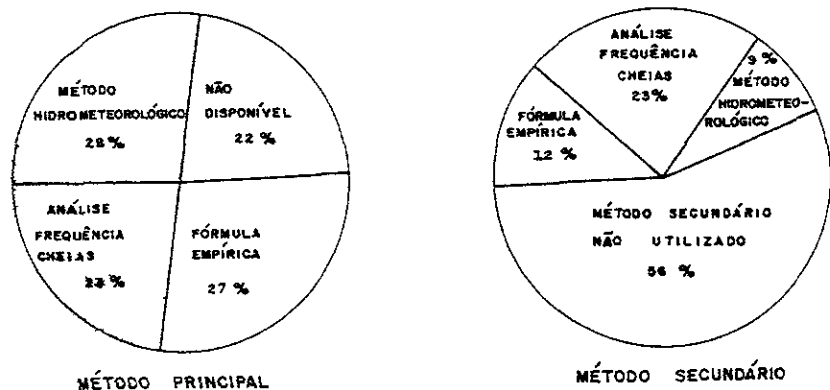 MÉTODO
HIDROMETEOROLÓGICO
28 %
NÃO
DISPONÍVEL
22 %
ANÁLISE
FREQUÊNCIA
CHEIAS
23 %
FÓRMULA
EMPÍRICA
27 %
MÉTODO PRINCIPAL
ANÁLISE
FREQUÊNCIA
CHEIAS
23%
9 %
MÉTODO
HIDROMETEO-
ROLÓGICO
FÓRMULA
EMPÍRICA
12 %
MÉTODO SECUNDÁRIO
NÃO UTILIZADO
56 %
MÉTODO SECUNDÁRIO